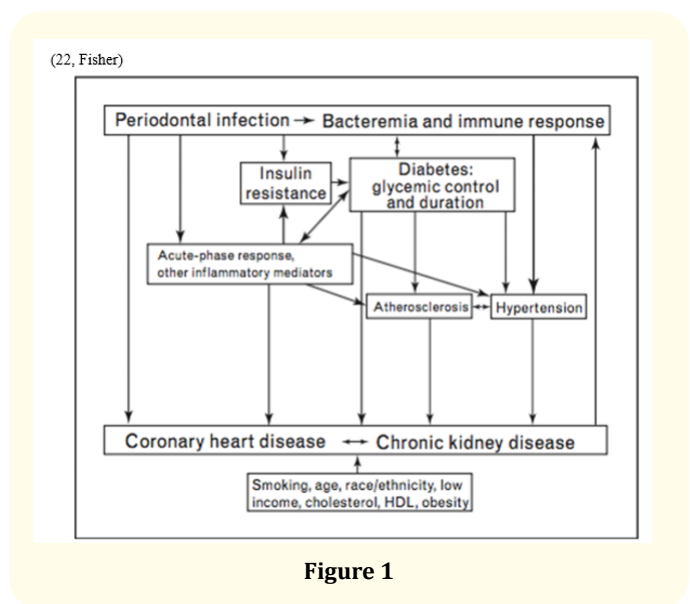 (22, Fisher)
Periodontal infection → Bacteremia and immune response
Insulin
resistance
Diabetes:
glycemic control
and duration
Acute-phase response,
other inflammatory mediators
Atherosclerosis
Hypertension
Coronary heart disease ↔ Chronic kidney disease
Smoking, age, race/ethnicity, low
income, cholesterol, HDL, obesity
Figure 1